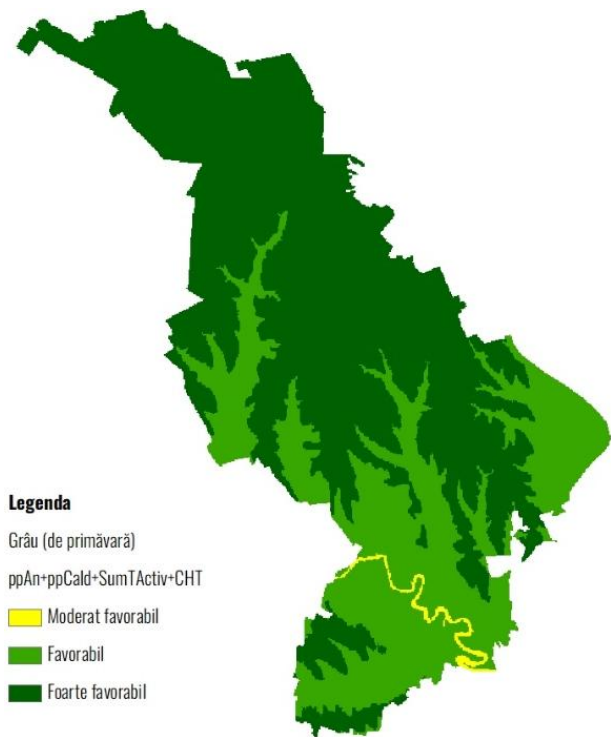 Legenda
Grâu (de primăvară)
ppAn+ppCald+SumTActiv+CHT
Moderat favorabil
Favorabil
Foarte favorabil